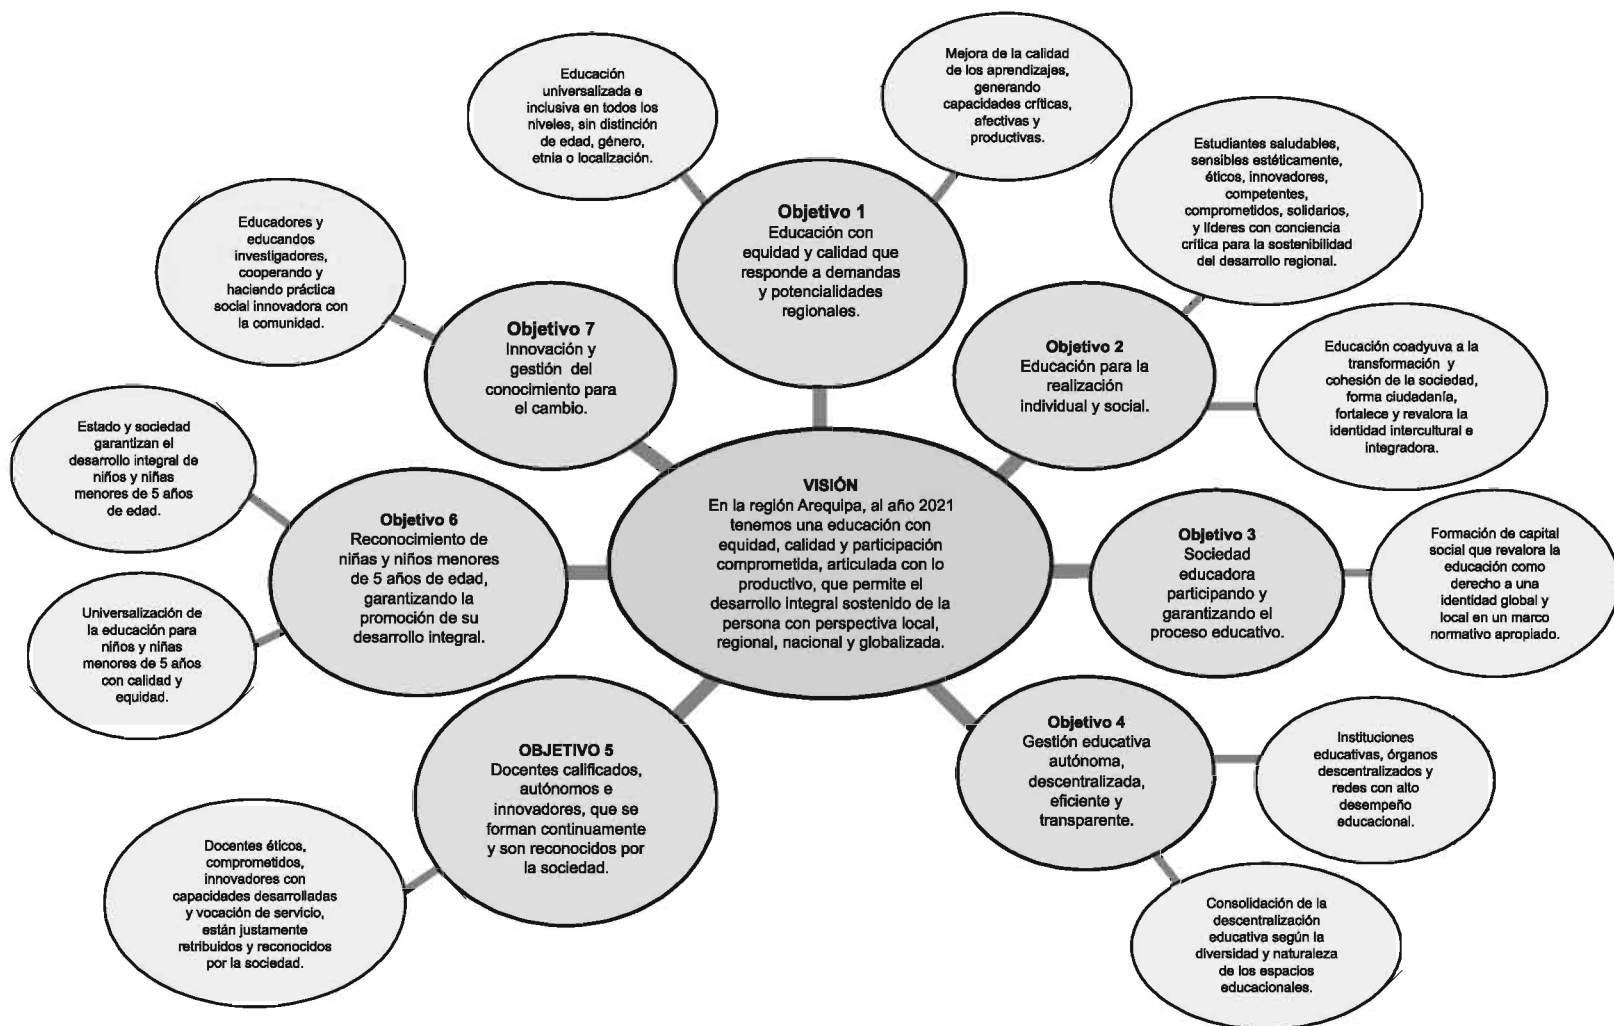 Educación
universalizada e
inclusiva en todos los
niveles, sin distinción
de edad, género,
etnia o localización.
Mejora de la calidad
de los aprendizajes,
generando
capacidades críticas,
afectivas y
productivas.
Objetivo 1
Educación con
equidad y calidad que
responde a demandas
y potencialidades
regionales.
Estudiantes saludables,
sensibles estéticamente,
éticos, innovadores,
competentes,
comprometidos, solidarios,
y líderes con conciencia
crítica para la sostenibilidad
del desarrollo regional.
Objetivo 2
Educación para la
realización
individual y social.
Educación coadyuva a la
transformación y
cohesión de la sociedad,
forma ciudadanía,
fortalece y revalora la
identidad intercultural e
integradora.
Educadores y
educandos
investigadores,
cooperando y
haciendo práctica
social innovadora con
la comunidad.
Objetivo 7
Innovación y
gestión del
conocimiento para
el cambio.
VISIÓN
En la región Arequipa, al año 2021
tenemos una educación con
equidad, calidad y participación
comprometida, articulada con lo
productivo, que permite el
desarrollo integral sostenido de la
persona con perspectiva local,
regional, nacional y globalizada.
Objetivo 3
Sociedad
educadora
participando y
garantizando el
proceso educativo.
Formación de capital
social que revalora la
educación como
derecho a una
identidad global y
local en un marco
normativo apropiado.
Estado y sociedad
garantizan el
desarrollo integral de
niños y niñas
menores de 5 años
de edad.
Objetivo 6
Reconocimiento de
niñas y niños menores
de 5 años de edad,
garantizando la
promoción de su
desarrollo integral.
Universalización de
la educación para
niños y niñas
menores de 5 años
con calidad y
equidad.
OBJETIVO 5
Docentes calificados,
autónomos e
innovadores, que se
forman continuamente
y son reconocidos por
la sociedad.
Docentes éticos,
comprometidos,
innovadores con
capacidades desarrolladas
y vocación de servicio,
están justamente
retribuidos y reconocidos
por la sociedad.
Objetivo 4
Gestión educativa
autónoma,
descentralizada,
eficiente y
transparente.
Instituciones
educativas, órganos
descentralizados y
redes con alto
desempeño
educacional.
Consolidación de la
descentralización
educativa según la
diversidad y naturaleza
de los espacios
educacionales.